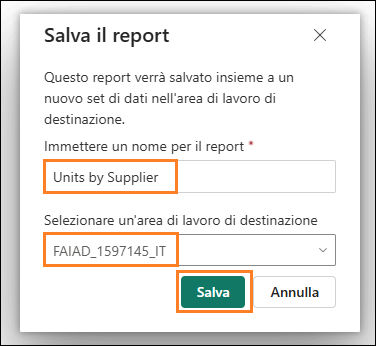 Salva il report
Questo report verrà salvato insieme a un
nuovo set di dati nell'area di lavoro di
destinazione.
Immettere un nome per il report *
Units by Supplier
Selezionare un'area di lavoro di destinazione
FAIAD_1597145_IT
Salva Annulla